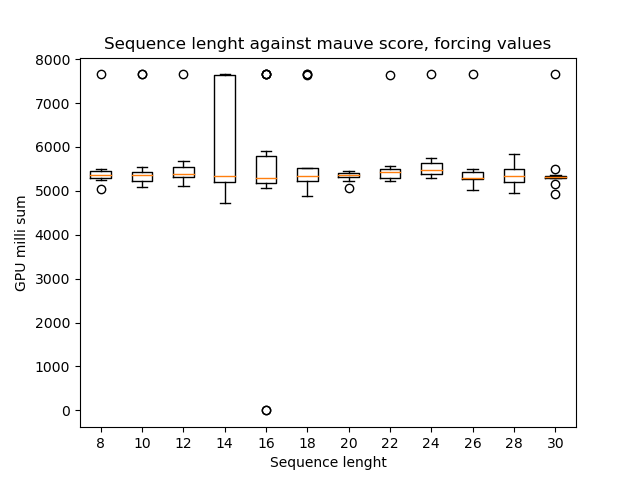 Sequence lenght against mauve score, forcing values
8000
7000
6000
5000
4000
3000
2000
1000
0
GPU milli sum
8 10 12 14 16 18 20 22 24 26 28 30
Sequence lenght